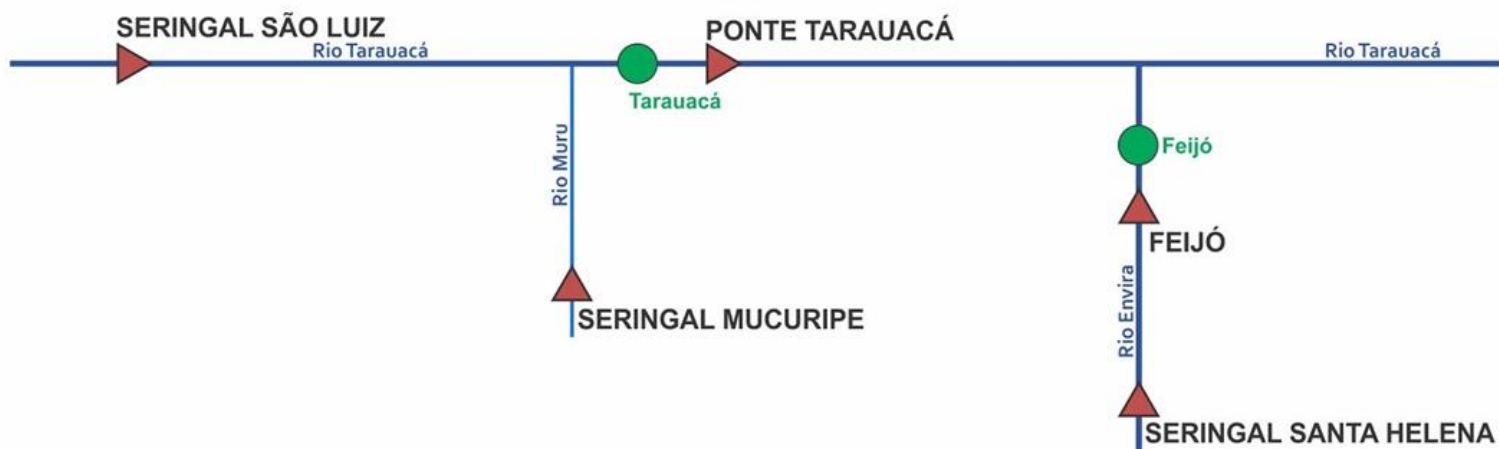 SERINGAL SÃO LUIZ
PONTE TARAUACÁ
Rio Tarauacá
Rio Tarauacá
Tarauacá
Rio Muru
Feijó
FEIJÓ
SERINGAL MUCURIPE
Rio Envira
SERINGAL SANTA HELENA